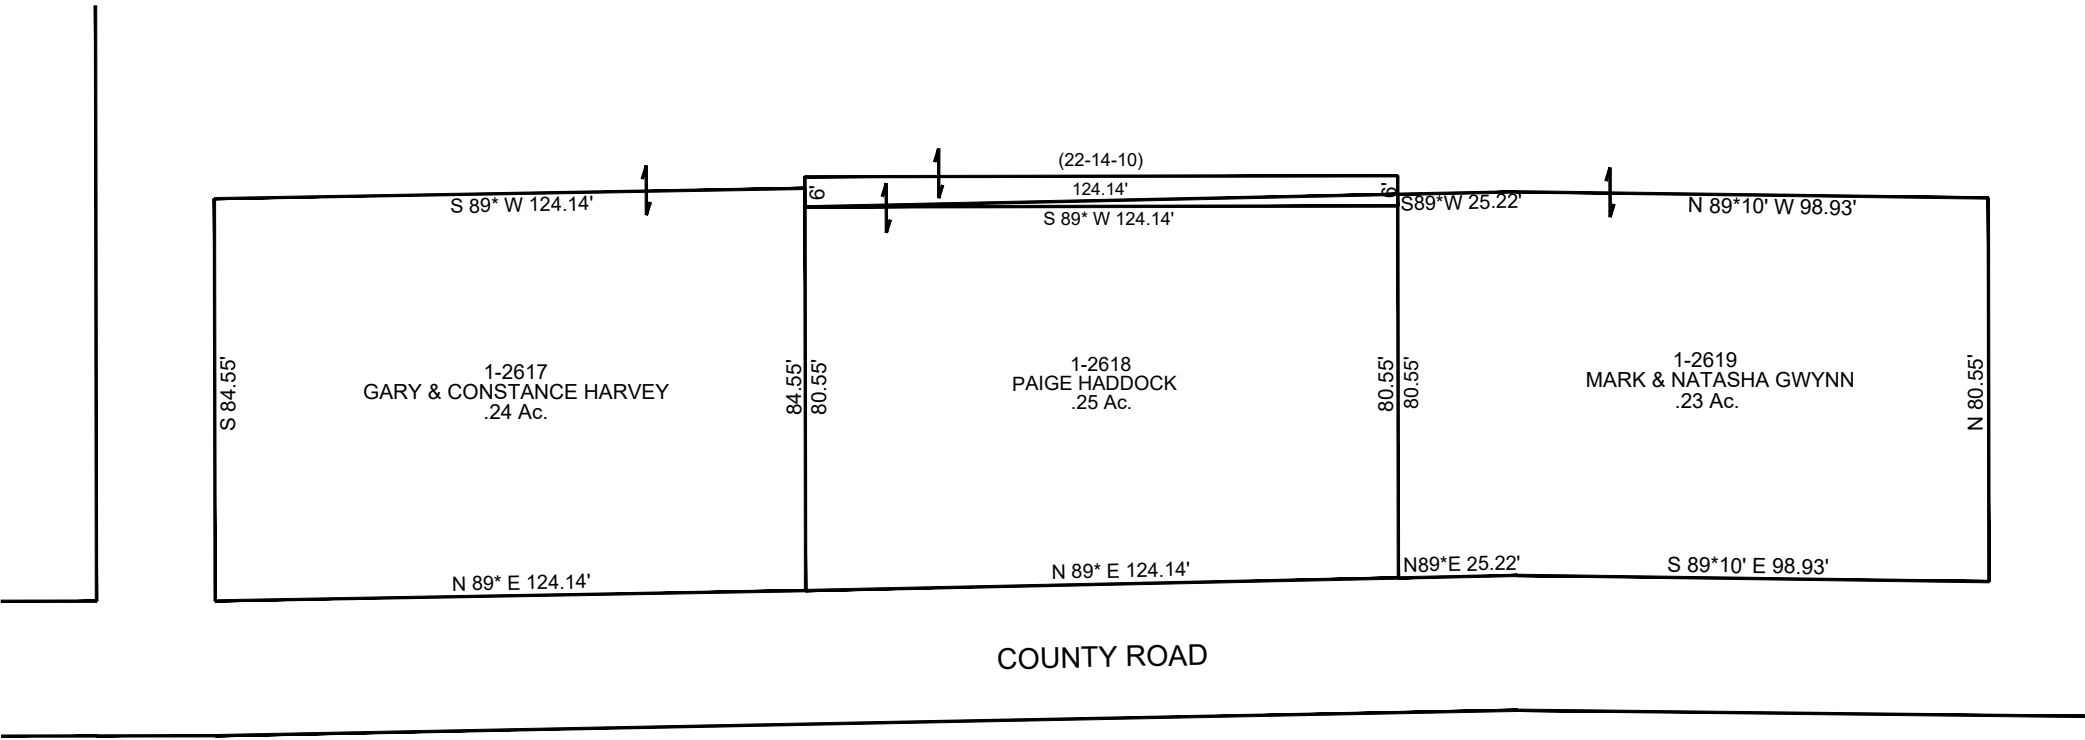 (22-14-10)
6'
124.14'
6'
S 89* W 124.14'
S 89* W 124.14'
S89*W 25.22'
N 89*10' W 98.93'
S 84.55'
1-2617
GARY & CONSTANCE HARVEY
.24 Ac.
84.55'
80.55'
1-2618
PAIGE HADDOCK
.25 Ac.
80.55'
80.55'
1-2619
MARK & NATASHA GWYNN
.23 Ac.
N 80.55'
N 89* E 124.14'
N 89* E 124.14'
N89*E 25.22'
S 89*10' E 98.93'
COUNTY ROAD